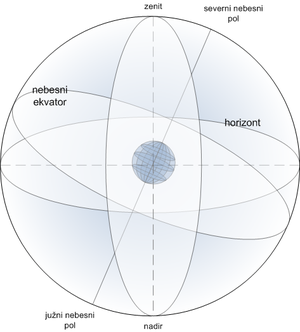 zenit
severni nebesni
pol
nebesni
ekvator
horizont
južni nebesni
pol
nadir